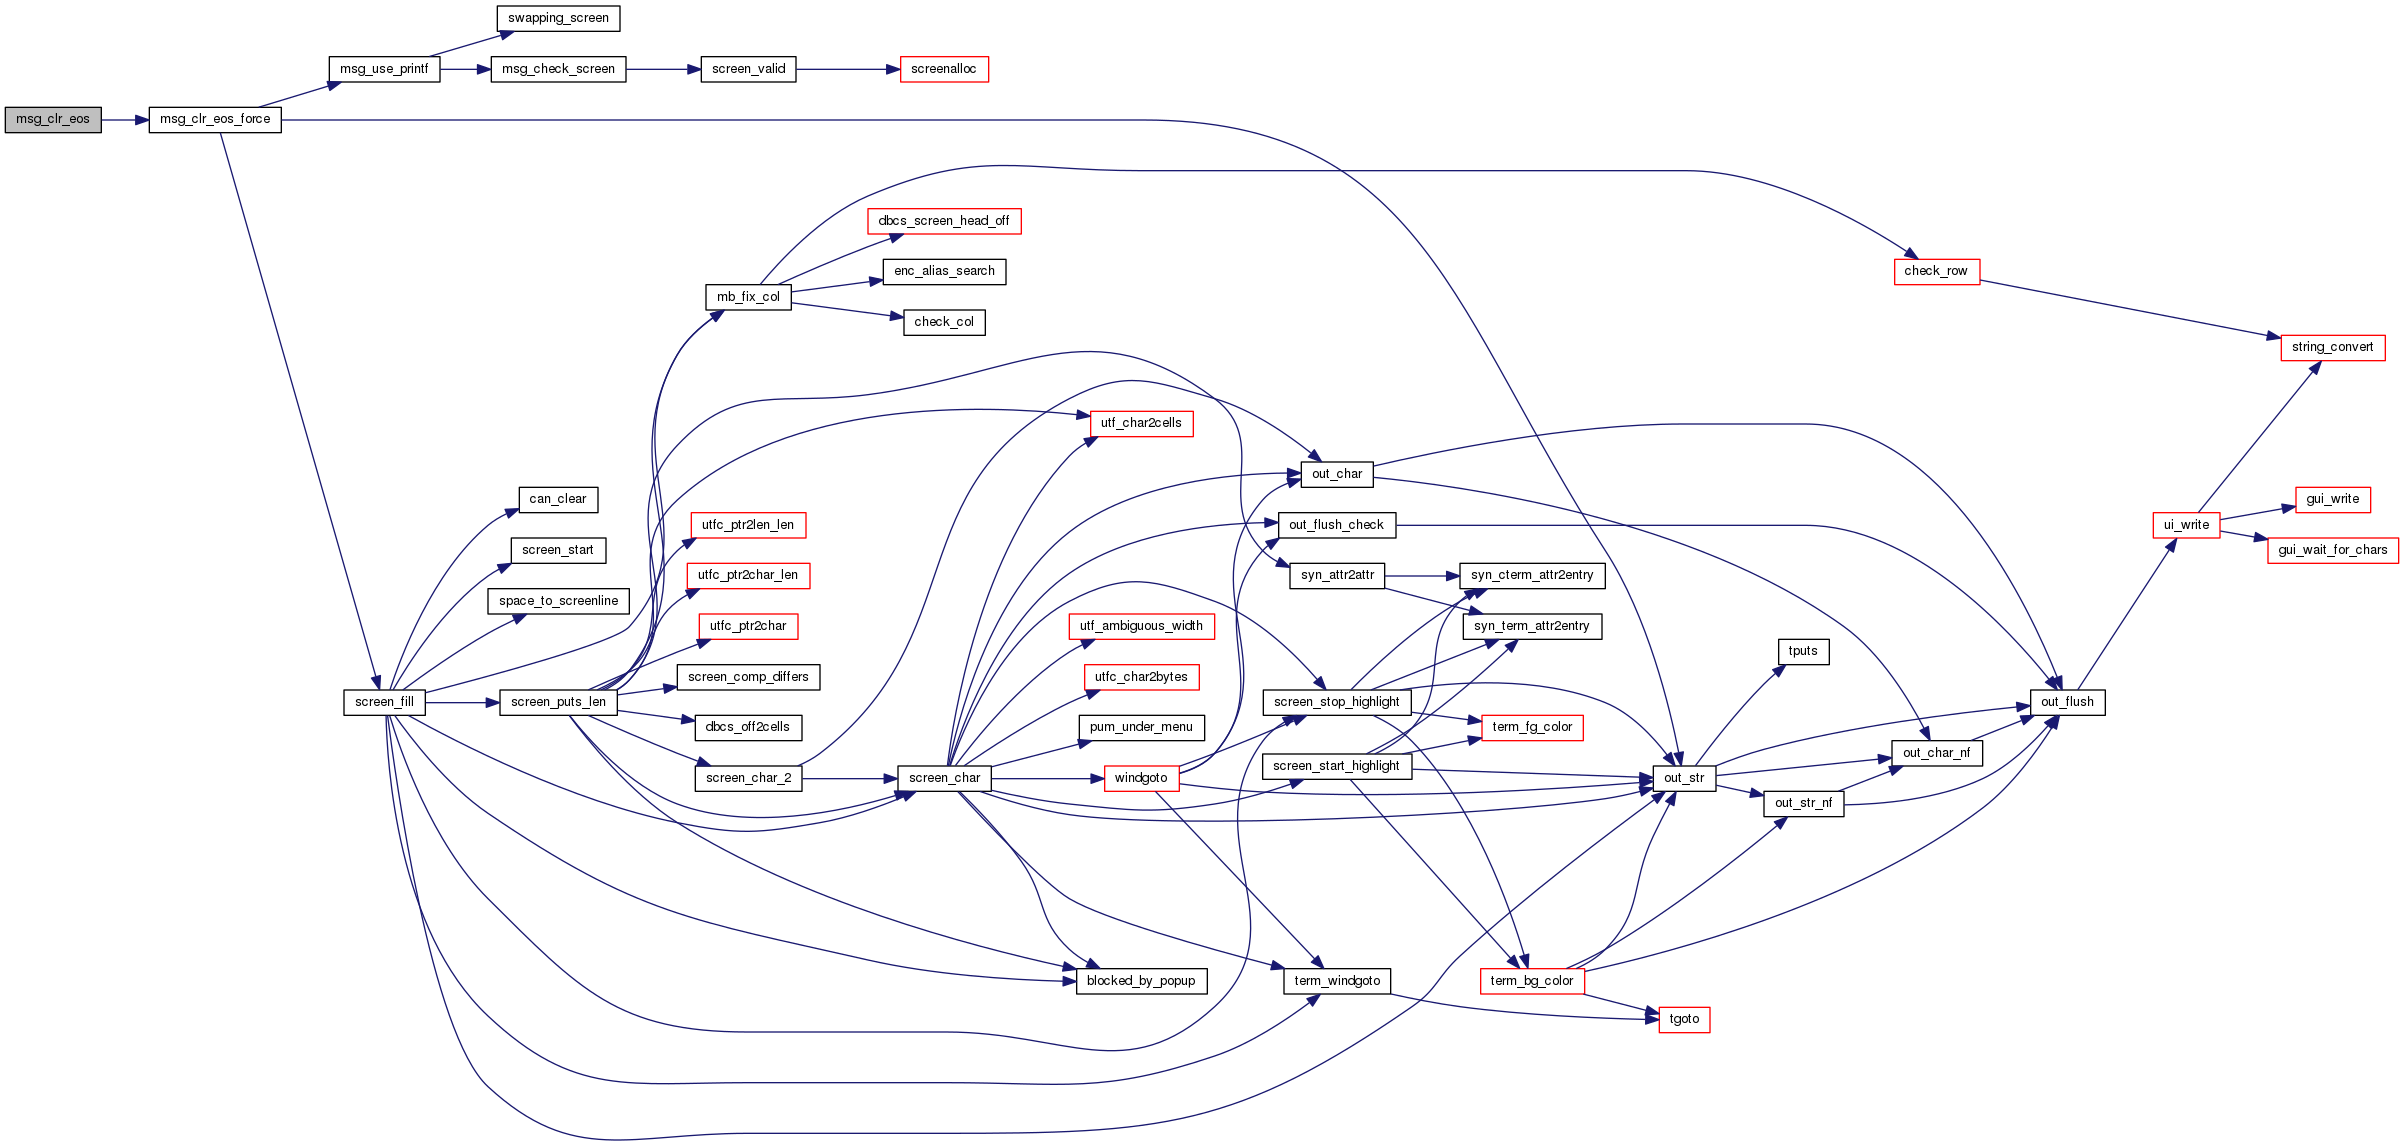 swapping_screen
msg_use_printf
msg_check_screen
screen_valid
screenalloc
msg_clr_eos
msg_clr_eos_force
dbcs_screen_head_off
enc_alias_search
check_row
mb_fix_col
check_col
string_convert
utf_char2cells
out_char
can_clear
utfc_ptr2len_len
out_flush_check
gui_write
ui_write
screen_start
gui_wait_for_chars
utfc_ptr2char_len
syn_attr2attr
syn_cterm_attr2entry
space_to_screenline
utfc_ptr2char
utf_ambiguous_width
syn_term_attr2entry
tputs
screen_comp_differs
utfc_char2bytes
screen_fill
screen_puts_len
screen_stop_highlight
out_flush
dbcs_off2cells
pum_under_menu
term_fg_color
out_char_nf
screen_start_highlight
screen_char_2
screen_char
windgoto
out_str
out_str_nf
blocked_by_popup
term_windgoto
term_bg_color
tgoto